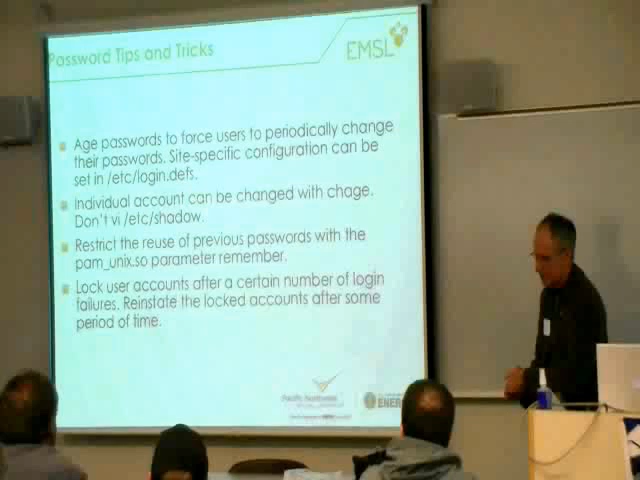 Password Tips and Tricks
EMSL
Age passwords to force users to periodically change
their passwords. Site-specific configuration can be
set in /etc/login.defs.
Individual account can be changed with chage.
Don't vi /etc/shadow.
Restrict the reuse of previous passwords with the
pam_unix.so parameter remember.
Lock user accounts after a certain number of login
failures. Reinstate the locked accounts after some
period of time.
Pacific Northwest
ENER